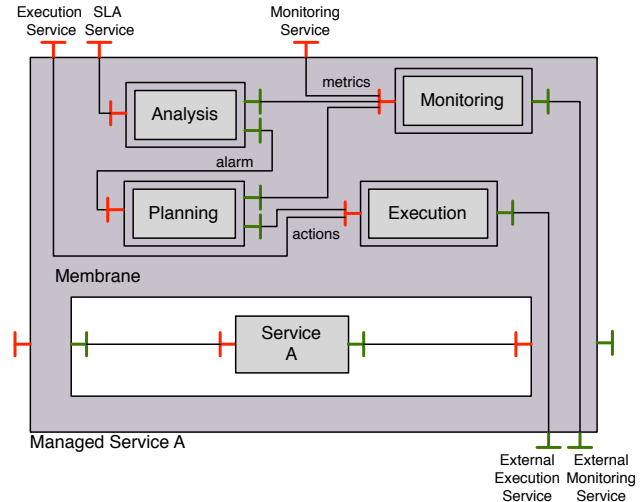 Execution
Service
SLA
Service
Monitoring
Service
metrics
Analysis
Monitoring
alarm
Planning
Execution
actions
Membrane
Service
A
Managed Service A
External
Execution
Service
External
Monitoring
Service